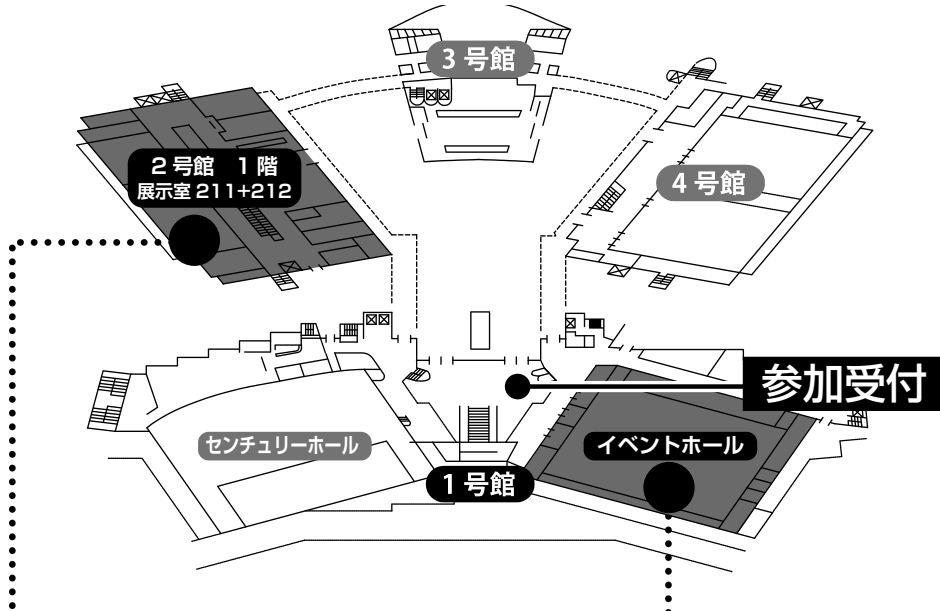 3号館
2号館　1階
展示室 211+212
4号館
参加受付
センチュリーホール
イベントホール
1号館